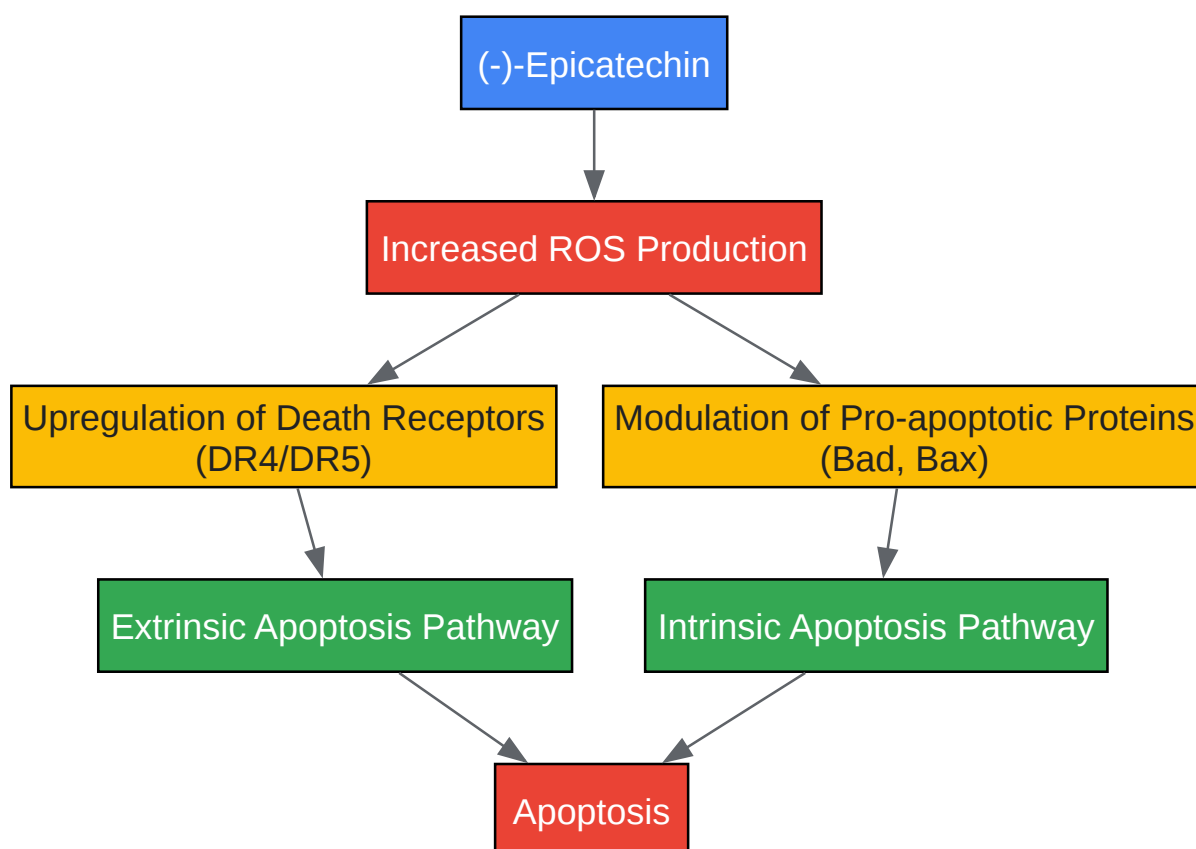 (-)-Epicatechin
Increased ROS Production
Upregulation of Death Receptors
(DR4/DR5)
Modulation of Pro-apoptotic Proteins
(Bad, Bax)
Extrinsic Apoptosis Pathway
Intrinsic Apoptosis Pathway
Apoptosis